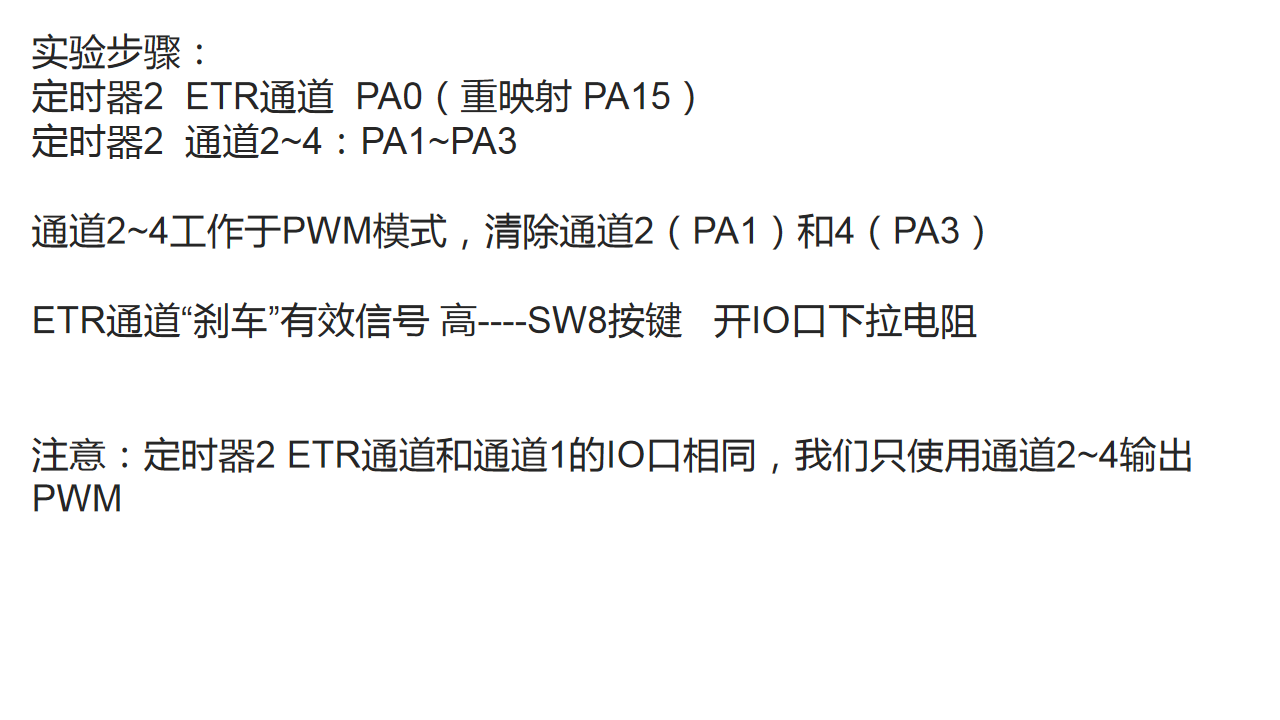 实验步骤：
定时器2  ETR通道  PA0（重映射 PA15）
定时器2  通道2~4：PA1~PA3
通道2~4工作于PWM模式，清除通道2（PA1）和4（PA3）
ETR通道“刹车”有效信号 高----SW8按键   开IO口下拉电阻
注意：定时器2 ETR通道和通道1的IO口相同，我们只使用通道2~4输出
PWM